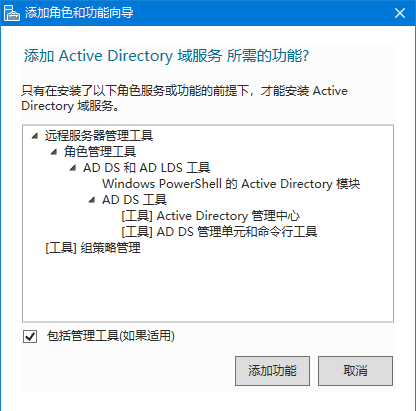 添加角色和功能向导
添加 Active Directory 域服务 所需的功能?
只有在安装了以下角色服务或功能的前提下，才能安装 Active
Directory 域服务。
远程服务器管理工具
角色管理工具
AD DS 和 AD LDS 工具
Windows PowerShell 的 Active Directory 模块
AD DS 工具
[工具] Active Directory 管理中心
[工具] AD DS 管理单元和命令行工具
[工具] 组策略管理
包括管理工具(如果适用)
添加功能
取消